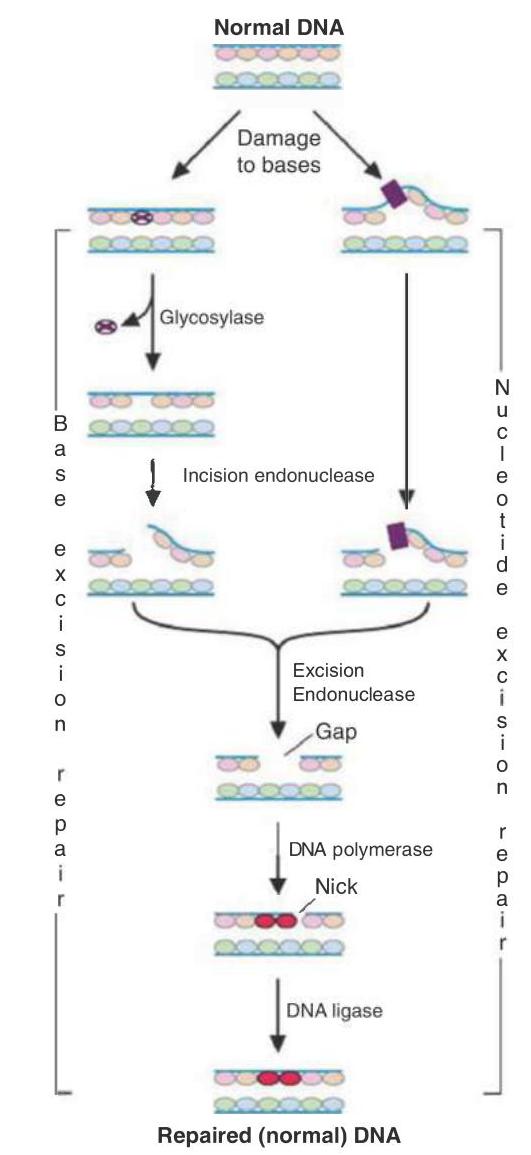 Normal DNA
Damage
to bases
Glycosylase
Incision endonuclease
Base excision repair
Nucleotide excision repair
Excision
Endonuclease
Gap
DNA polymerase
Nick
DNA ligase
Repaired (normal) DNA